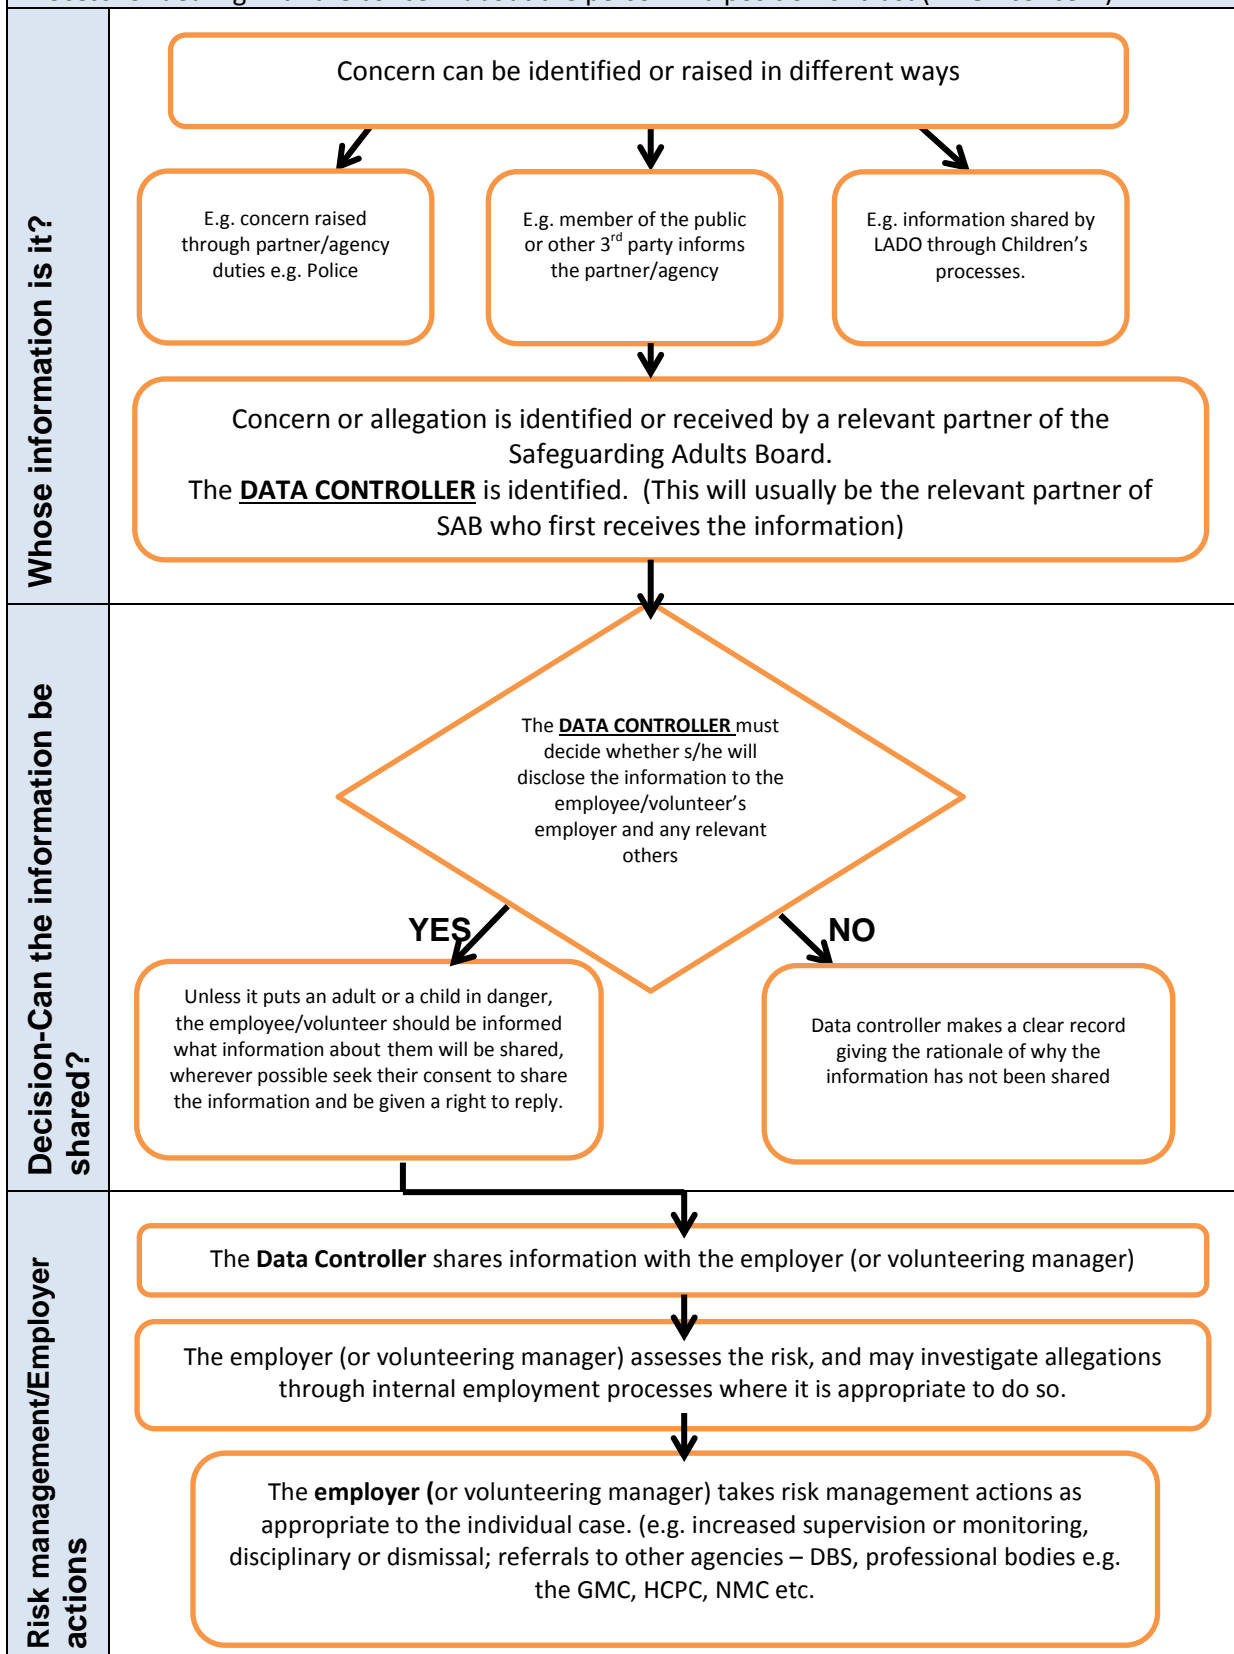 Concern can be identified or raised in different ways
Whose information is it?
E.g. concern raised
through partner/agency
duties e.g. Police
E.g. member of the public
or other 3rd party informs
the partner/agency
E.g. information shared by
LADO through Children's
processes.
Concern or allegation is identified or received by a relevant partner of the
Safeguarding Adults Board.
The DATA CONTROLLER is identified.  (This will usually be the relevant partner of
SAB who first receives the information)
Decision-Can the information be
shared?
The DATA CONTROLLER must
decide whether s/he will
disclose the information to the
employee/volunteer's
employer and any relevant
others
YES
NO
Unless it puts an adult or a child in danger,
the employee/volunteer should be informed
what information about them will be shared,
wherever possible seek their consent to share
the information and be given a right to reply.
Data controller makes a clear record
giving the rationale of why the
information has not been shared
Risk management/Employer
actions
The Data Controller shares information with the employer (or volunteering manager)
The employer (or volunteering manager) assesses the risk, and may investigate allegations
through internal employment processes where it is appropriate to do so.
The employer (or volunteering manager) takes risk management actions as
appropriate to the individual case. (e.g. increased supervision or monitoring,
disciplinary or dismissal; referrals to other agencies – DBS, professional bodies e.g.
the GMC, HCPC, NMC etc.